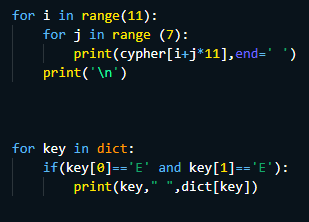 for i in range(11):
    for j in range (7):
        print(cypher[i+j*11],end=' ')
    print('\n')
for key in dict:
    if(key[0]=='E' and key[1]=='E'):
        print(key," ",dict[key])